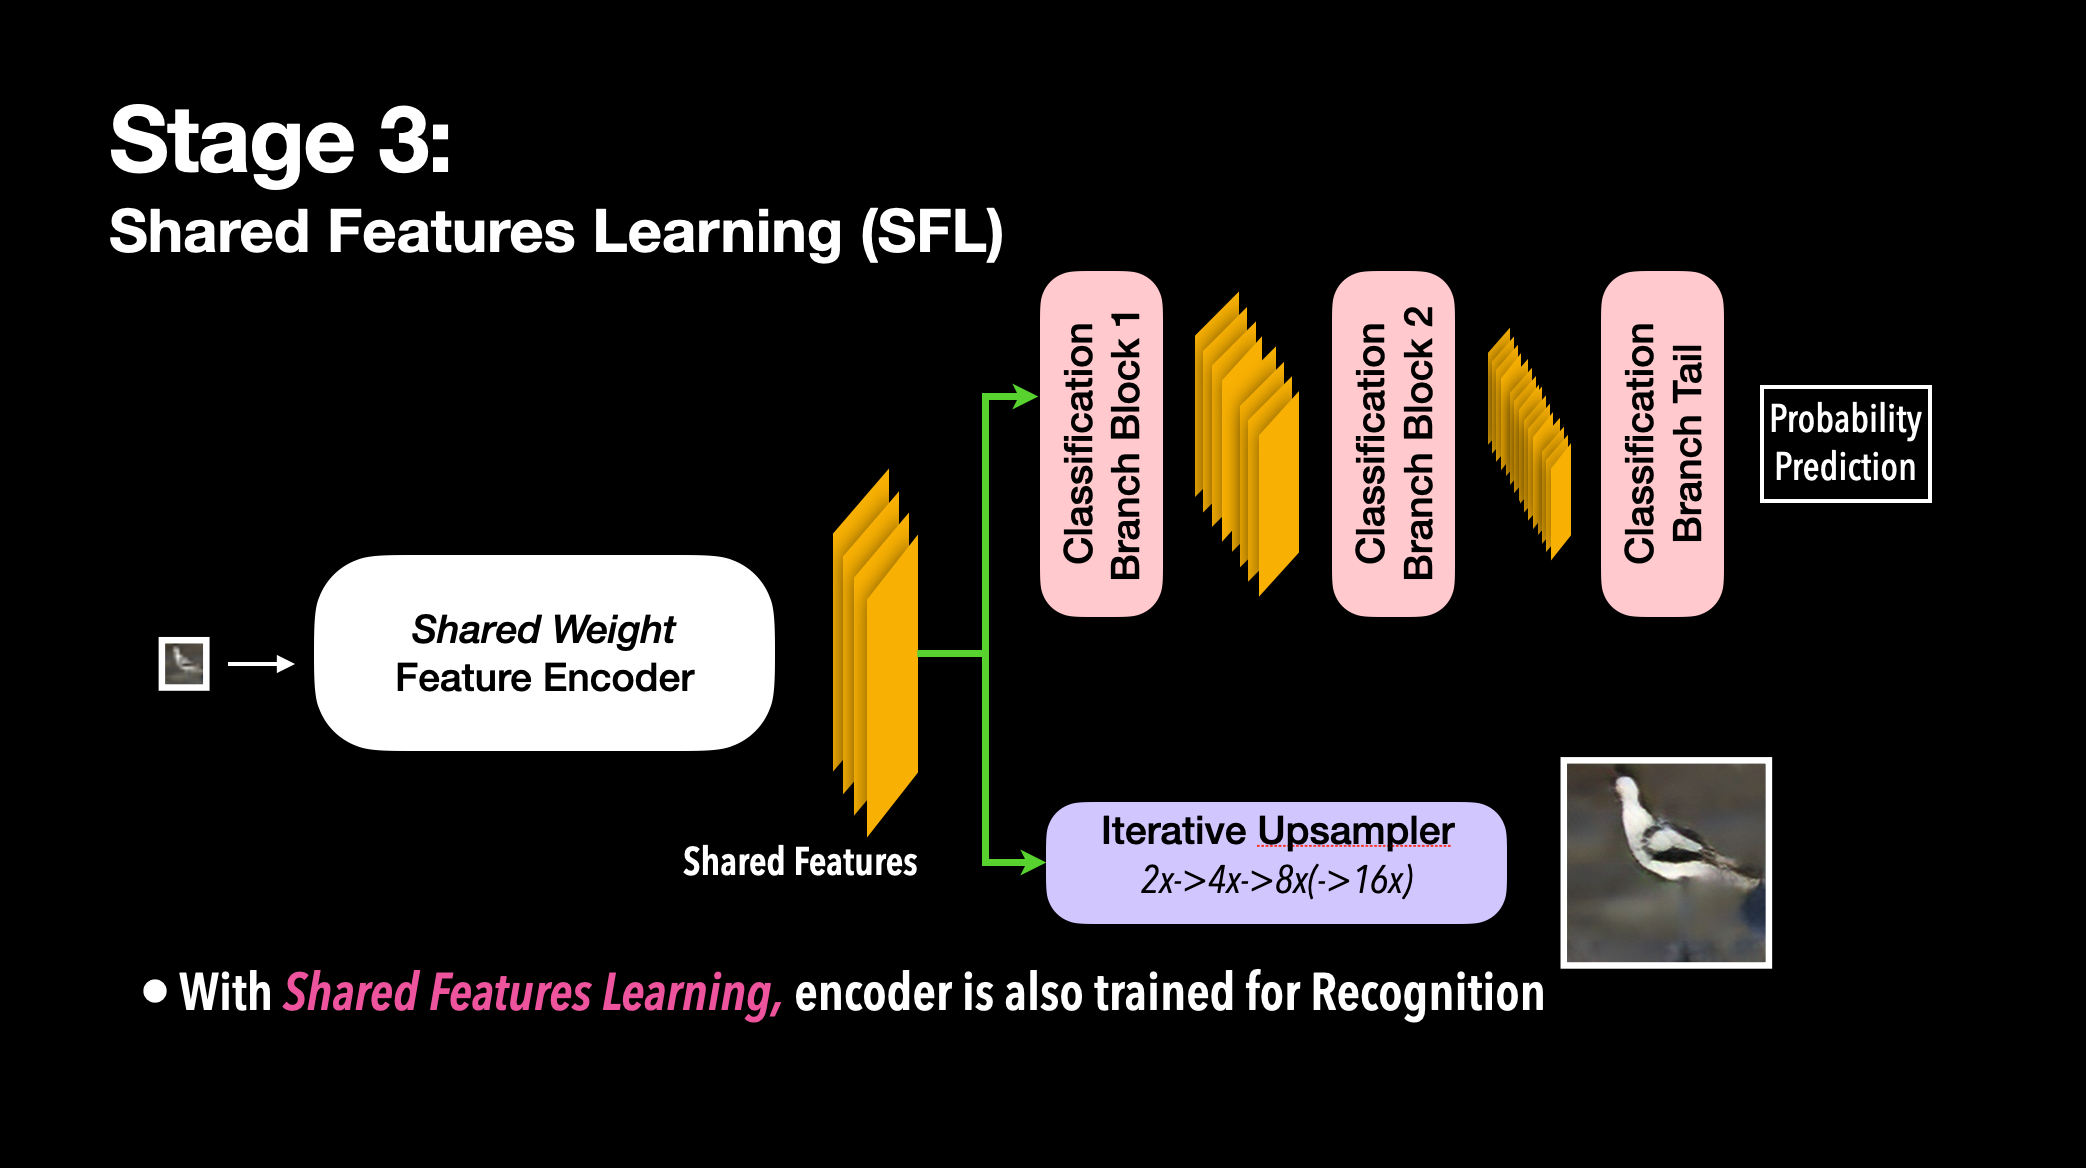 Stage 3:
Shared Features Learning (SFL)
Classification
Branch Block 1
Classification
Branch Block 2
Classification
Branch Tail
Probability
Prediction
Shared Weight
Feature Encoder
Shared Features
Iterative Upsampler
2x->4x->8x(->16x)
• With Shared Features Learning, encoder is also trained for Recognition